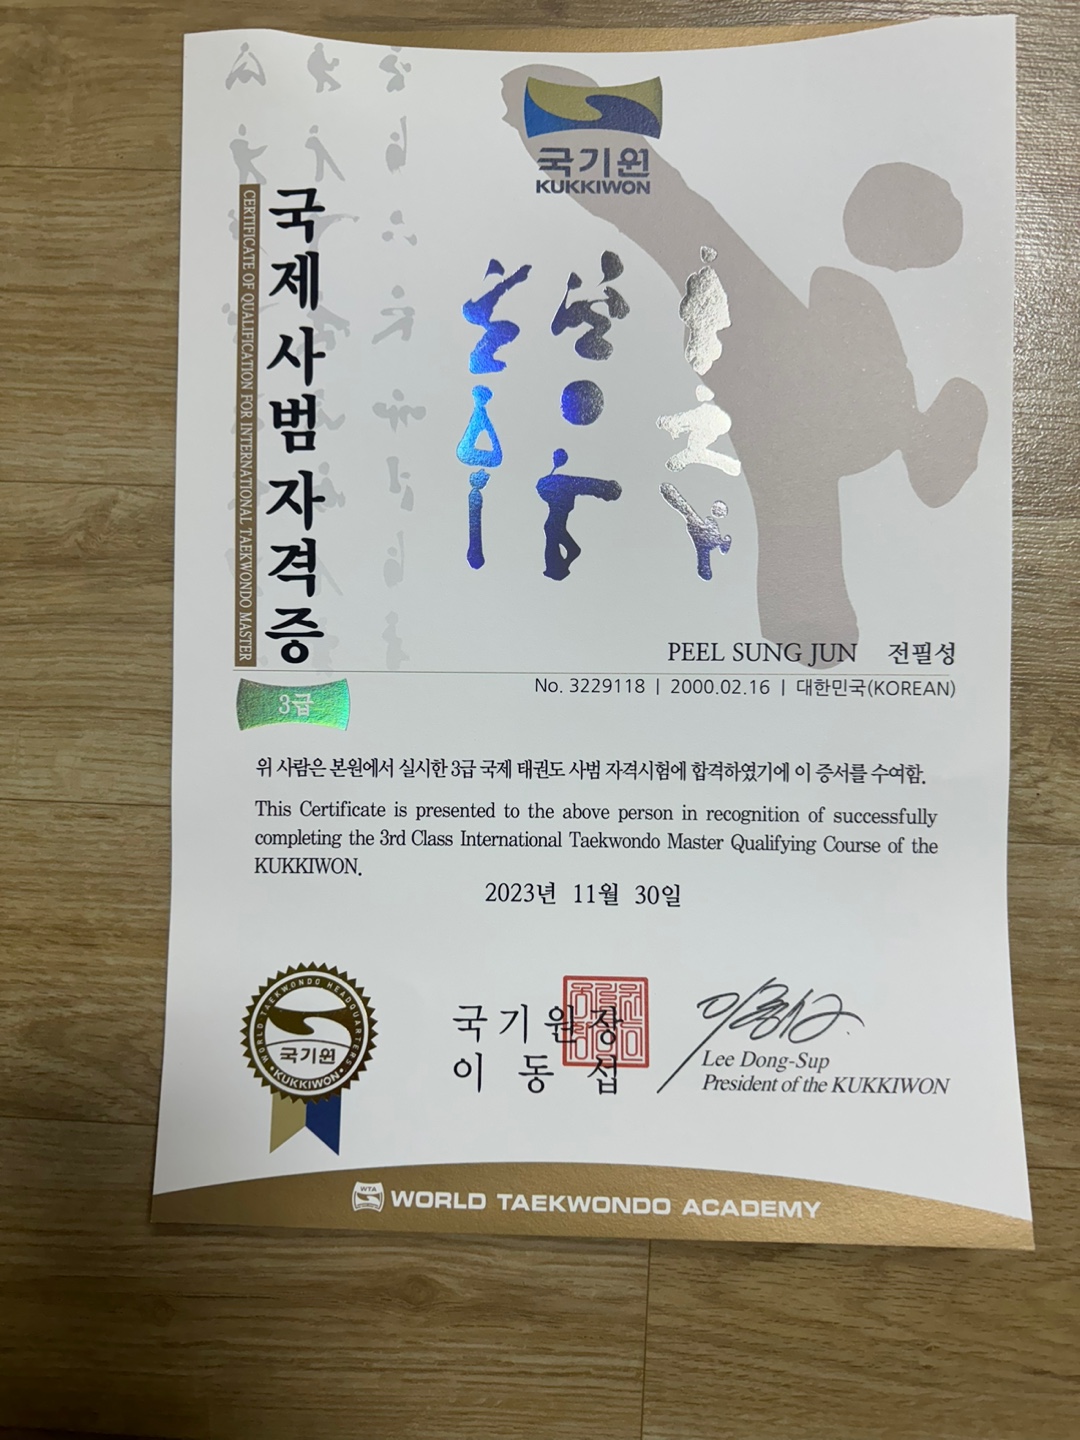 국기원
KUKKIWON
국제사범자격증
CERTIFICATE OF QUALIFICATION FOR INTERNATIONAL TAEKWONDO MASTER
3급
PEEL SUNG JUN 전필성
No. 3229118 | 2000.02.16 | 대한민국(KOREAN)
위 사람은 본원에서 실시한 3급 국제 태권도 사범 자격시험에 합격하였기에 이 증서를 수여함.
This Certificate is presented to the above person in recognition of successfully
completing the 3rd Class International Taekwondo Master Qualifying Course of the
KUKKIWON.
2023년 11월 30일
WORLD TAEKWONDO HEADQUARTERS
국기원
KUKKIWON
국기원장
이동섭
Lee Dong-Sup
President of the KUKKIWON
WTA
WORLD TAEKWONDO ACADEMY